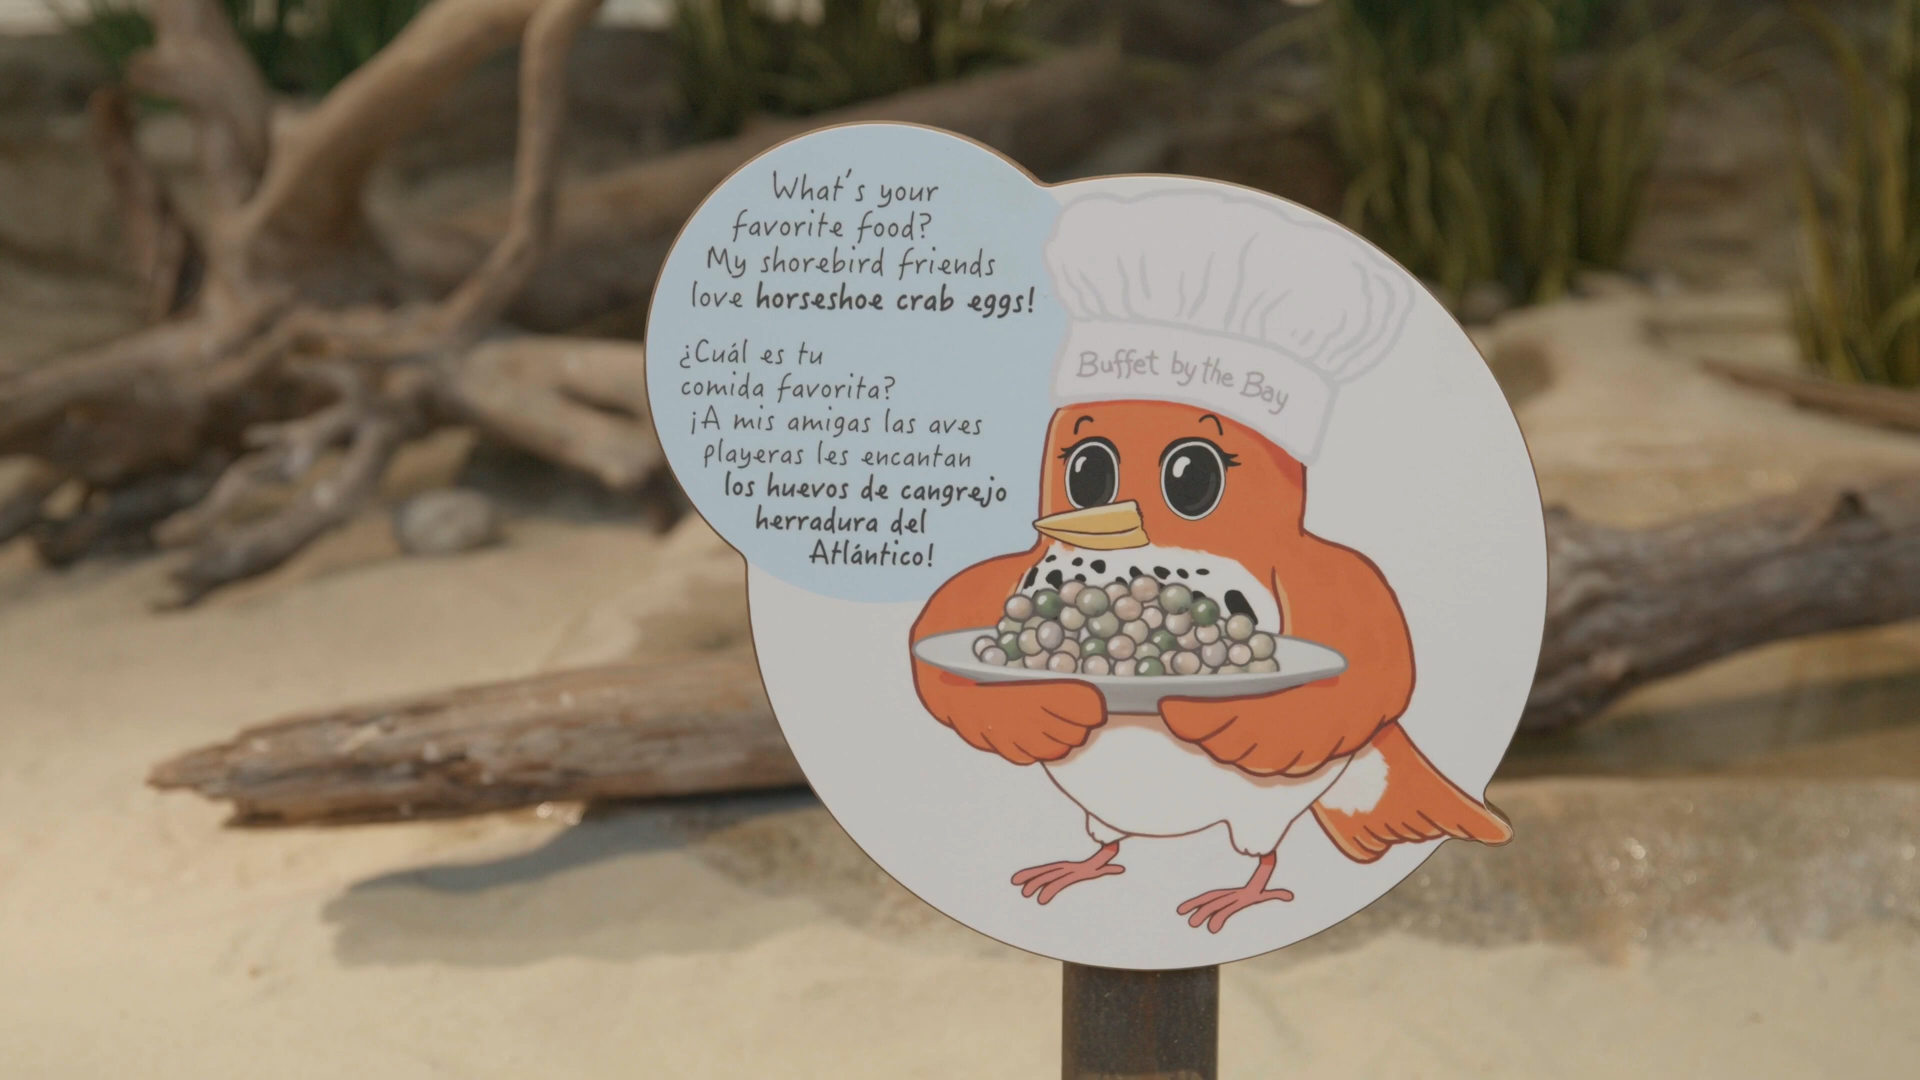 What's your
favorite food?
My shorebird friends
love horseshoe crab eggs!
¿Cuál es tu
comida favorita?
¡A mis amigas las aves
playeras les encantan
los huevos de cangrejo
herradura del
Atlántico!
Buffet by the Bay